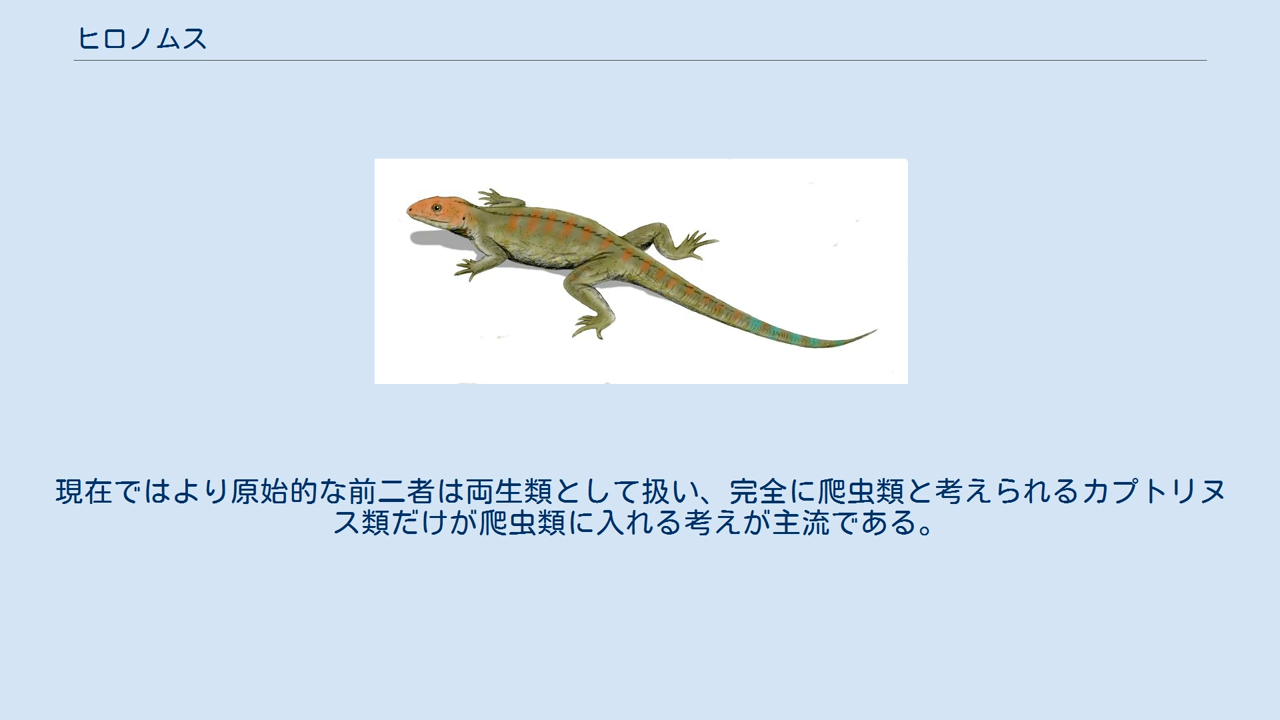 ヒロノムス
現在ではより原始的な前二者は両生類として扱い、完全に爬虫類と考えられるカプトリヌ
ス類だけが爬虫類に入れる考えが主流である。